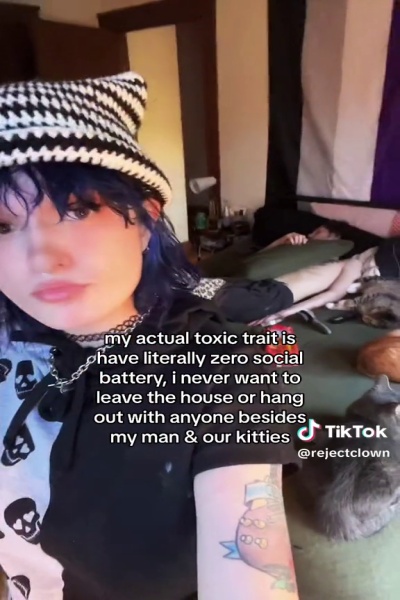 my actual toxic trait is
have literally zero social
battery, i never want to
leave the house or hang
out with anyone besides
my man & our kitties
TikTok
@rejectclown